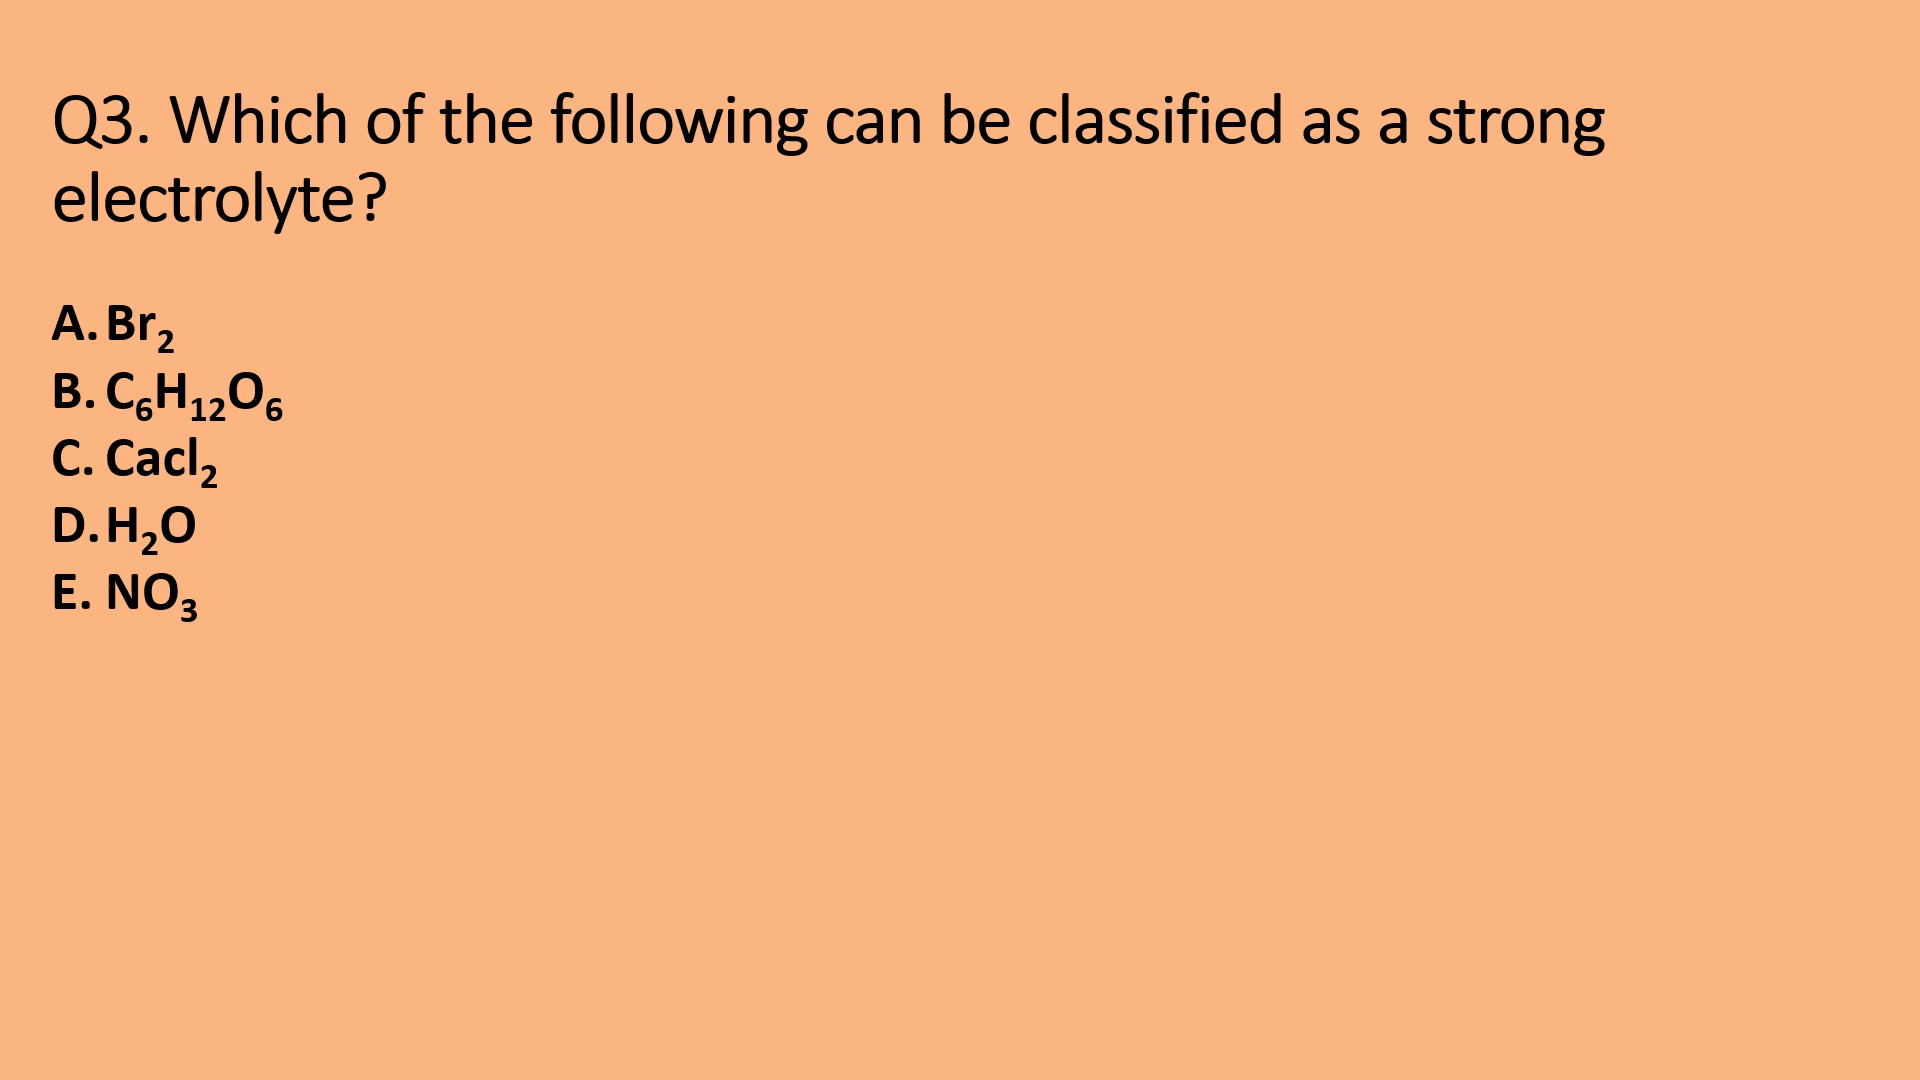 Q3. Which of the following can be classified as a strong
electrolyte?
A. Br₂
B. C₆H₁₂O₆
C. Cacl₂
D. H₂O
E. NO₃